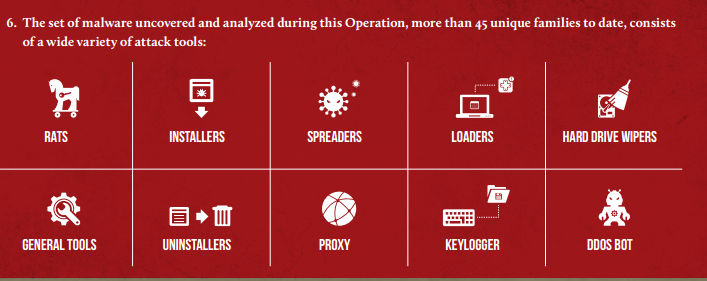 6. The set of malware uncovered and analyzed during this Operation, more than 45 unique families to date, consists
of a wide variety of attack tools:
RATS
INSTALLERS
SPREADERS
LOADERS
HARD DRIVE WIPERS
GENERAL TOOLS
UNINSTALLERS
PROXY
KEYLOGGER
DDOS BOT